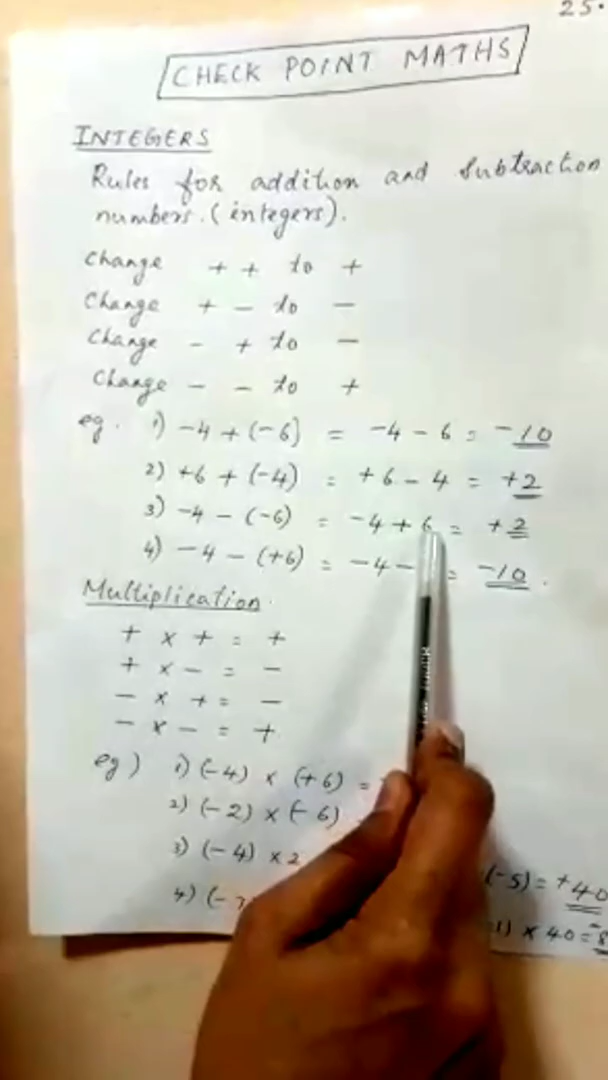 25.
CHECK POINT MATHS
INTEGERS
Rules for addition and subtraction
numbers. (integers).
Change + + to +
Change + - to -
Change - + to -
Change - - to +
eg. 1) -4 + (-6) = -4 - 6 = -10
2) +6 + (-4) = +6 - 4 = +2
3) -4 - (-6) = -4 + 6 = +2
4) -4 - (+6) = -4 - = -10.
Multiplication.
+ x + = +
+ x - = -
- x + = -
- x - = +
eg) 1) (-4) x (+6) =
2) (-2) x (-6)
3) (-4) x 2
4) (-7 (-5) = +40
1) x 40 =